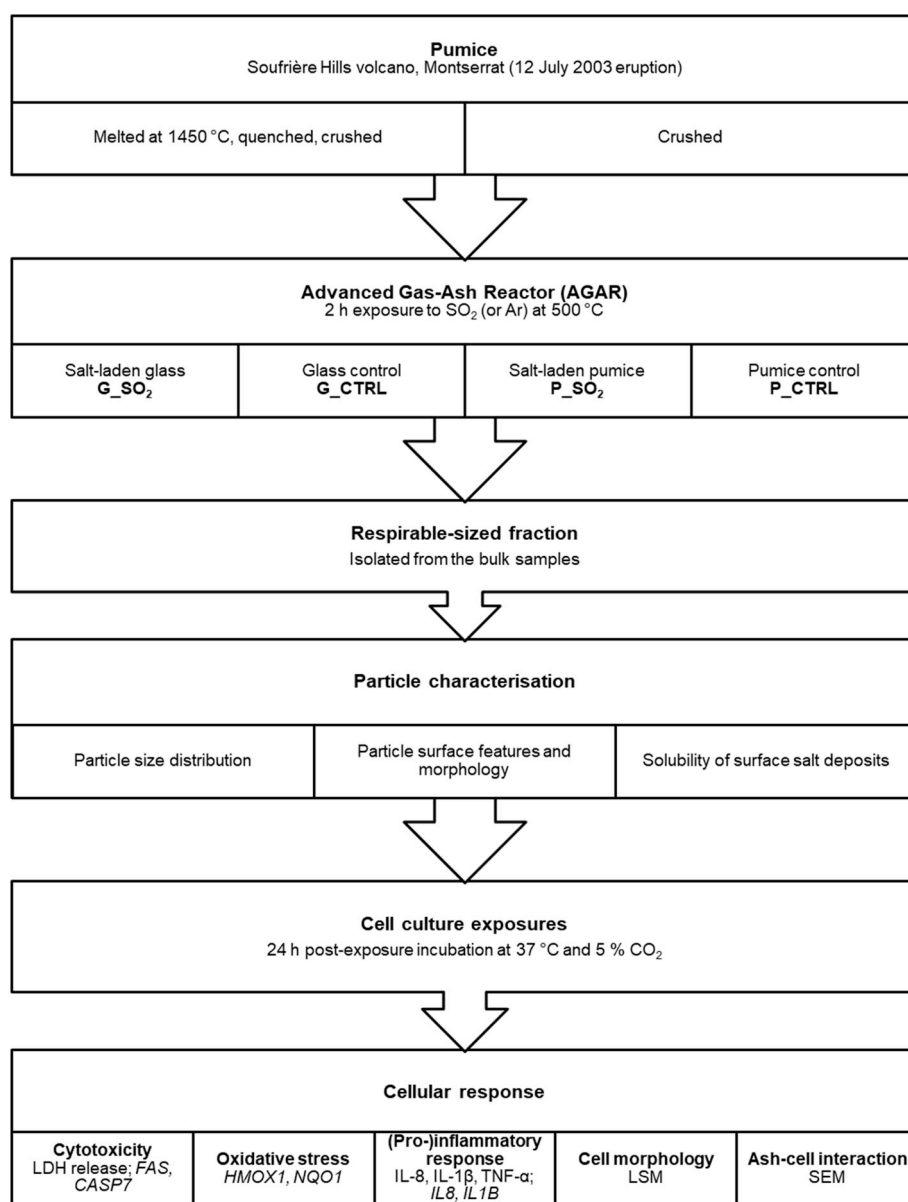 Pumice
Soufrière Hills volcano, Montserrat (12 July 2003 eruption)
Melted at 1450 °C, quenched, crushed
Crushed
Advanced Gas-Ash Reactor (AGAR)
2 h exposure to SO₂ (or Ar) at 500 °C
Salt-laden glass
G_SO₂
Glass control
G_CTRL
Salt-laden pumice
P_SO₂
Pumice control
P_CTRL
Respirable-sized fraction
Isolated from the bulk samples
Particle characterisation
Particle size distribution
Particle surface features and
morphology
Solubility of surface salt deposits
Cell culture exposures
24 h post-exposure incubation at 37 °C and 5 % CO₂
Cellular response
Cytotoxicity
LDH release; FAS,
CASP7
Oxidative stress
HMOX1, NQO1
(Pro-)inflammatory
response
IL-8, IL-1β, TNF-α;
IL8, IL1B
Cell morphology
LSM
Ash-cell interaction
SEM